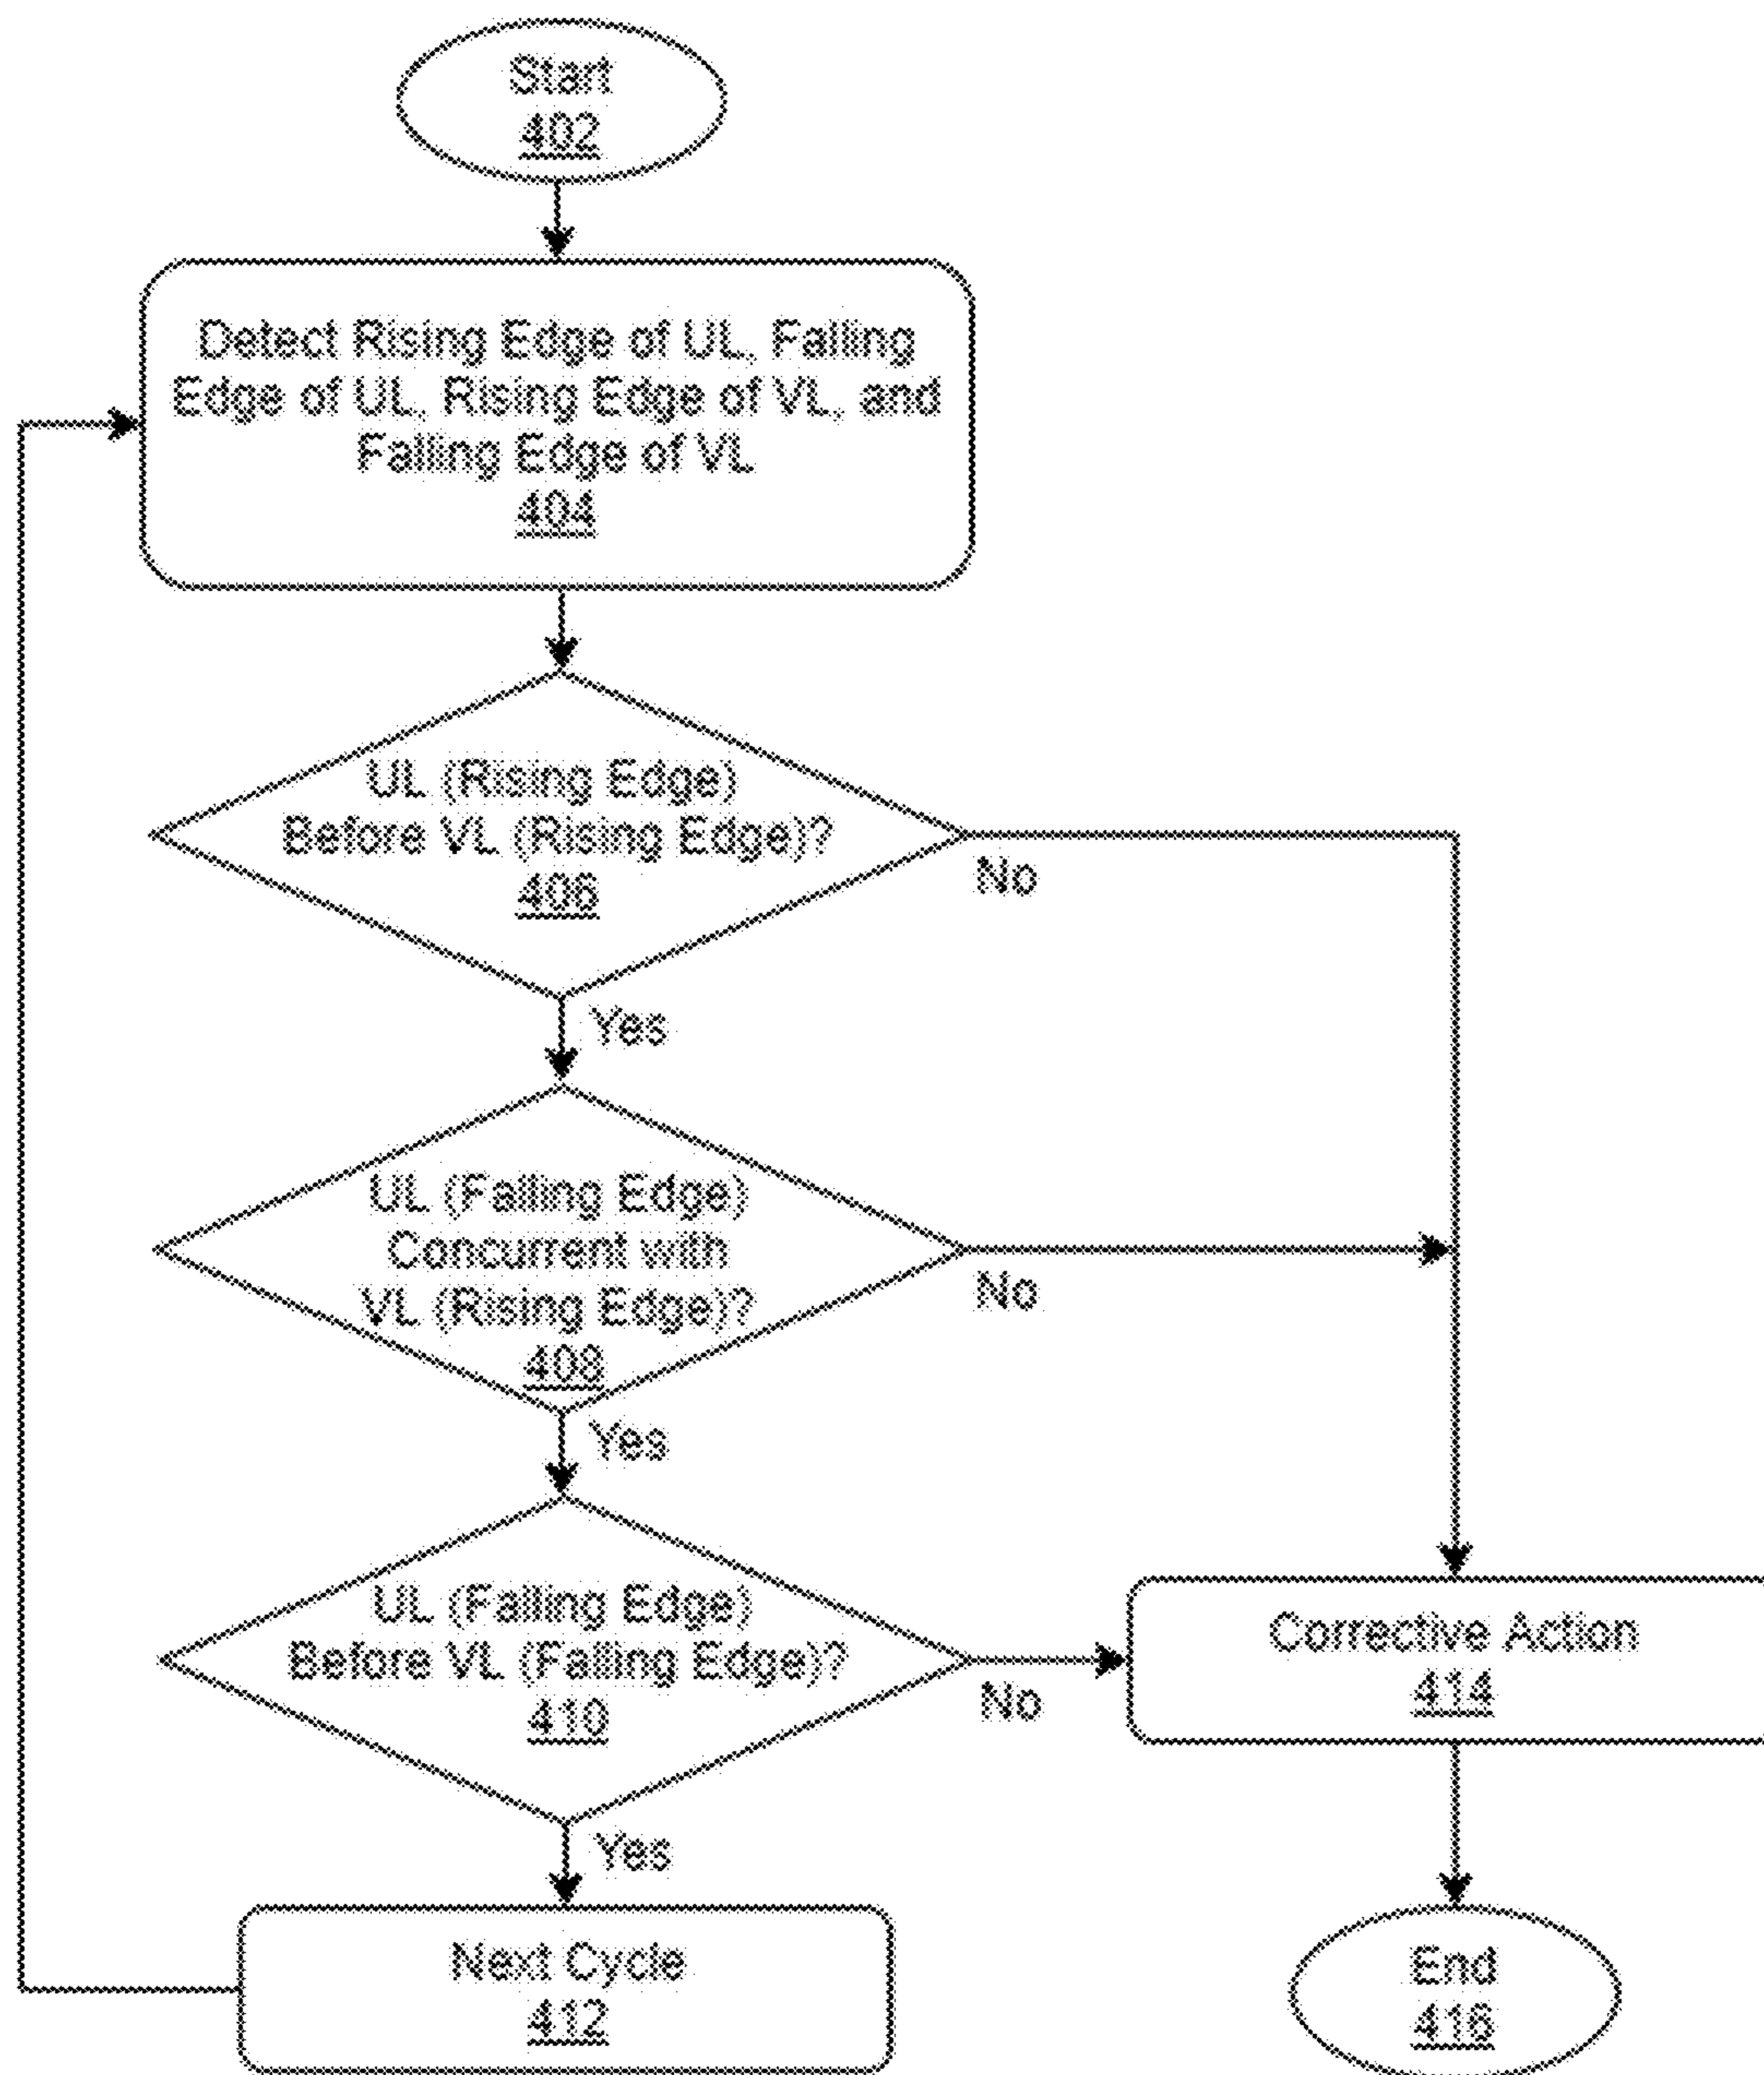 Start
402
Detect Rising Edge of UL, Falling
Edge of UL, Rising Edge of VL, and
Falling Edge of VL
404
UL (Rising Edge)
Before VL (Rising Edge)?
406
No
Yes
UL (Falling Edge)
Concurrent with
VL (Rising Edge)?
408
No
Yes
UL (Falling Edge)
Before VL (Falling Edge)?
410
No
Corrective Action
414
Yes
Next Cycle
412
End
416